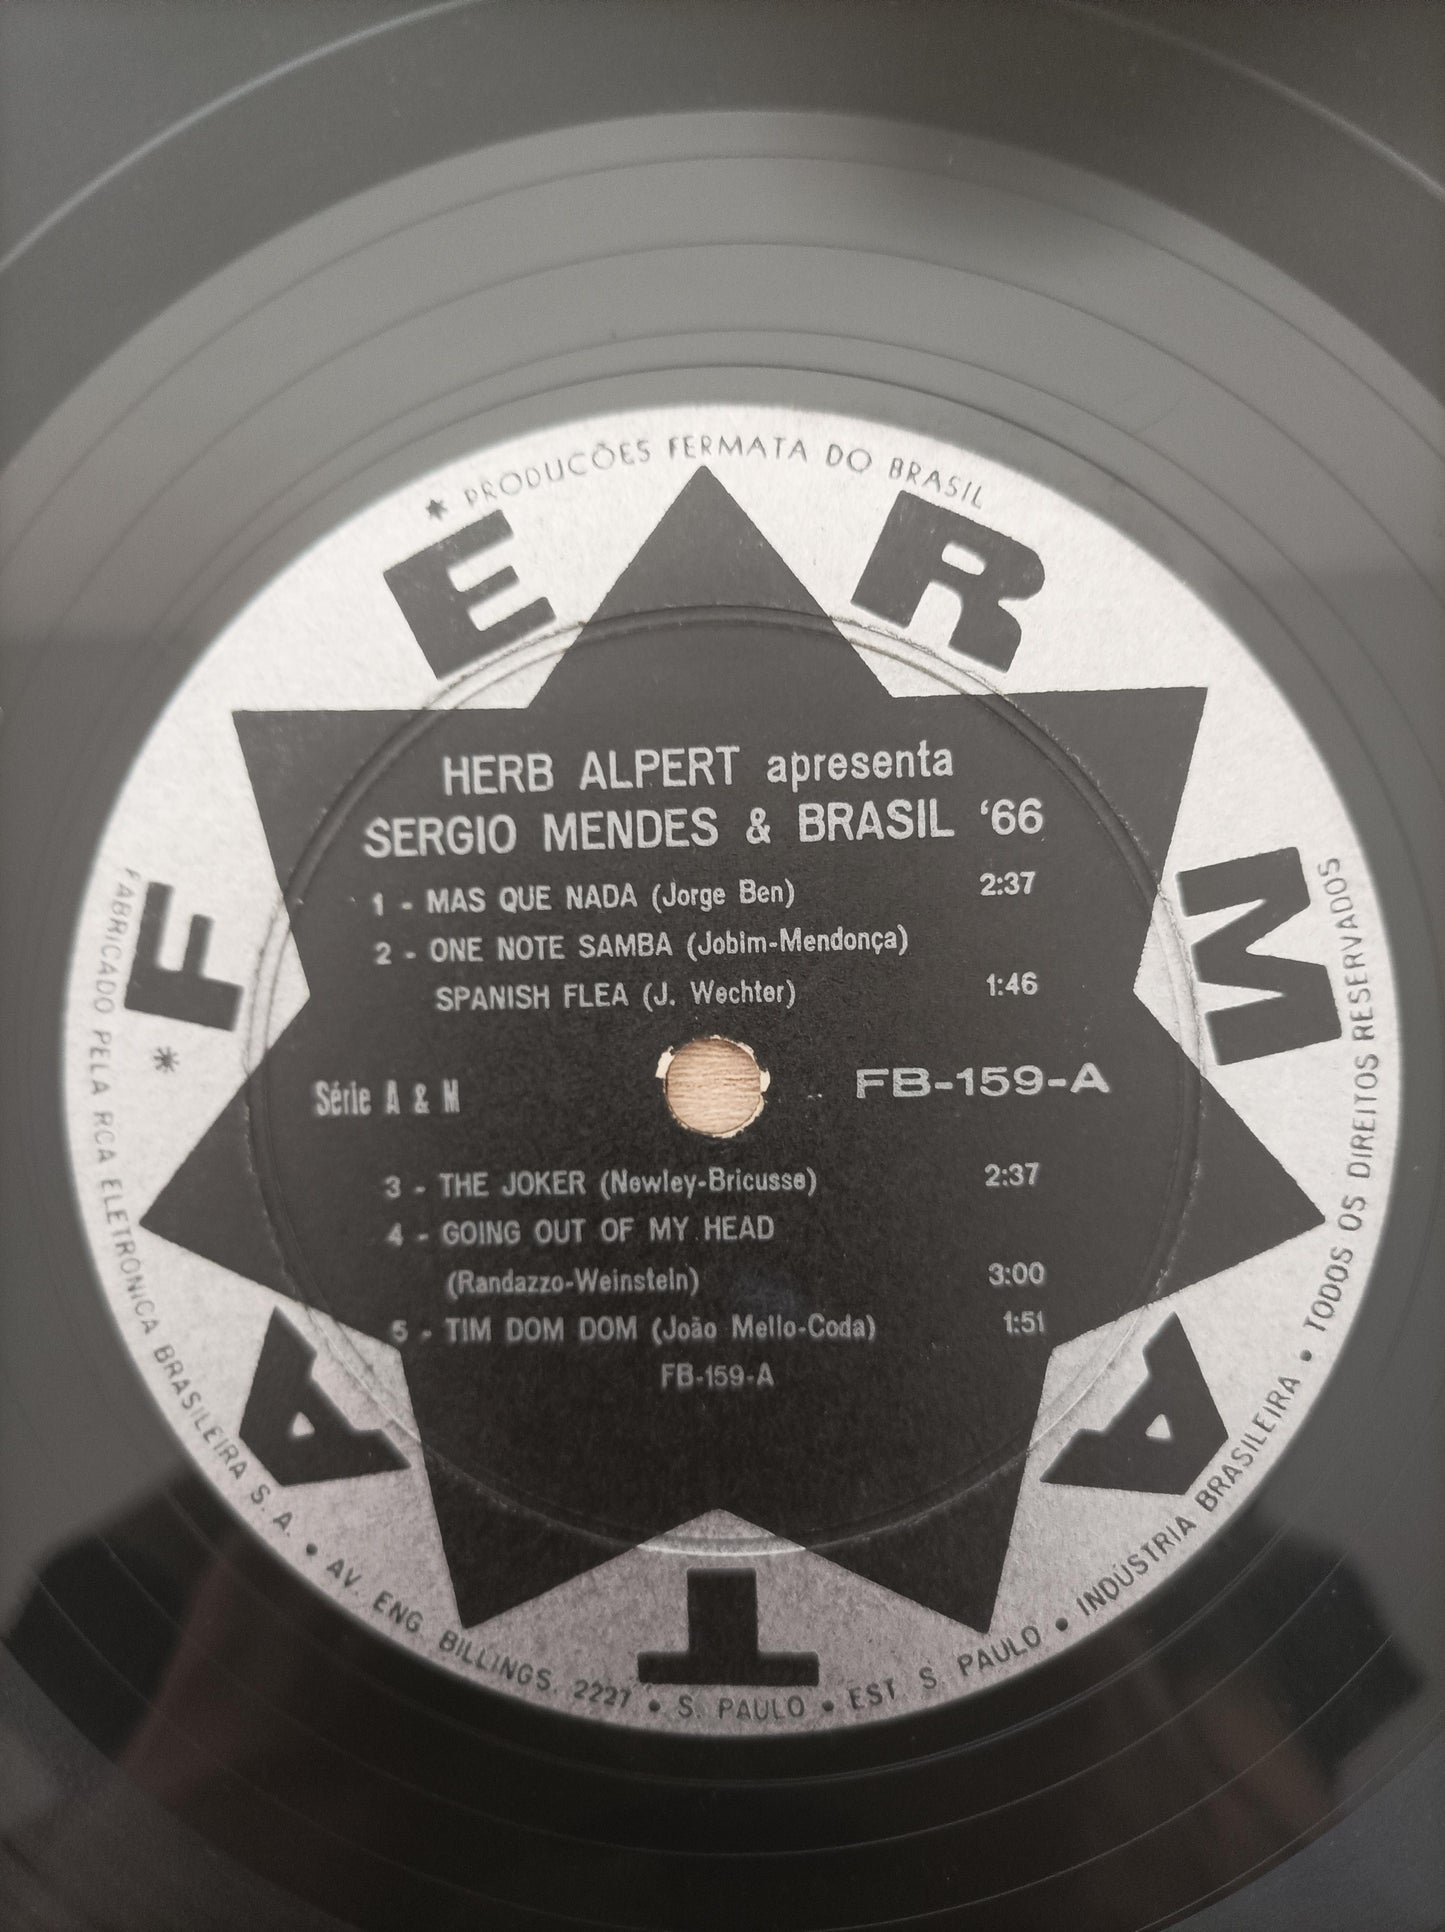 * PRODUCÕES FERMATA DO BRASIL
FERMATA
HERB ALPERT apresenta
SERGIO MENDES & BRASIL '66
1 - MAS QUE NADA (Jorge Ben) 2:37
2 - ONE NOTE SAMBA (Jobim-Mendonça)
SPANISH FLEA (J. Wechter) 1:46
Série A & M FB-159-A
3 - THE JOKER (Newley-Bricusse) 2:37
4 - GOING OUT OF MY HEAD
(Randazzo-Weinstein) 3:00
5 - TIM DOM DOM (João Mello-Coda) 1:51
FB-159-A
* FABRICADO PELA RCA ELETRÔNICA BRASILEIRA S. A. • AV. ENG. BILLINGS, 2227 • S. PAULO • EST. S. PAULO • INDÚSTRIA BRASILEIRA • TODOS OS DIREITOS RESERVADOS